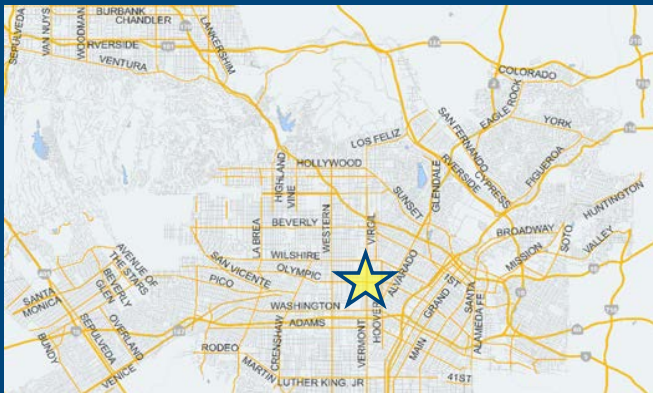 BURBANK
CHANDLER
SEPULVEDA
VAN NUYS
WOODMAN
RIVERSIDE
VENTURA
LANKERSHIM
COLORADO
EAGLE ROCK
YORK
SAN FERNANDO
LOS FELIZ
RVERSIDE
CYPRESS
FIGUEROA
HOLLYWOOD
HIGHLAND
VINE
GLENDALE
SUNSET
HUNTINGTON
LA BREA
BEVERLY
WESTERN
VIRGIL
BROADWAY
SOTO
VALLEY
MISSION
AVENUE OF
THE STARS
WILSHIRE
SAN VICENTE
OLYMPIC
PICO
ALVARADO
1ST
SANTA
MONICA
BEVERLY
GLEN
WASHINGTON
HOOVER
GRAND
SANTA
FE
ALAMEDA
ADAMS
BUNDY
SEPULVEDA
OVERLAND
VENICE
RODEO
CRENSHAW
VERMONT
MAIN
MARTIN
LUTHER KING, JR
41ST